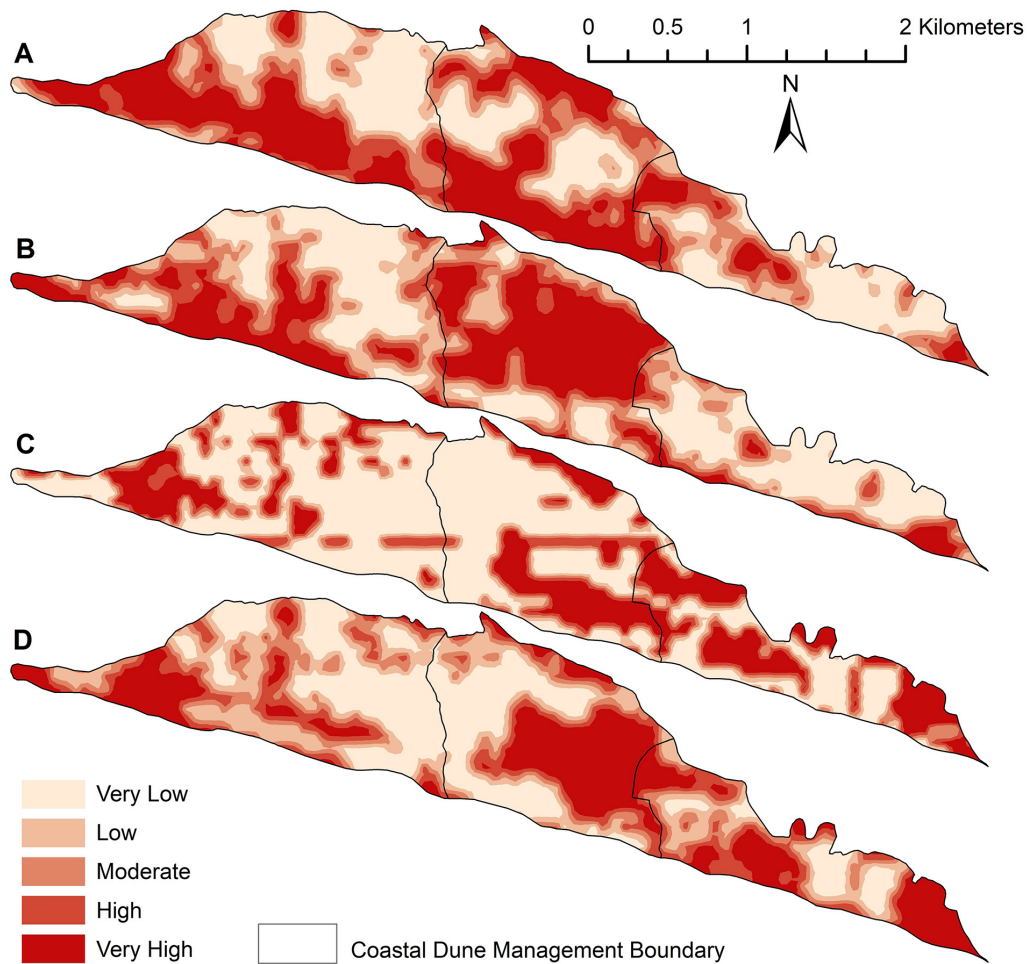 A
0 0.5 1 2 Kilometers
N
B
C
D
Very Low
Low
Moderate
High
Very High
Coastal Dune Management Boundary